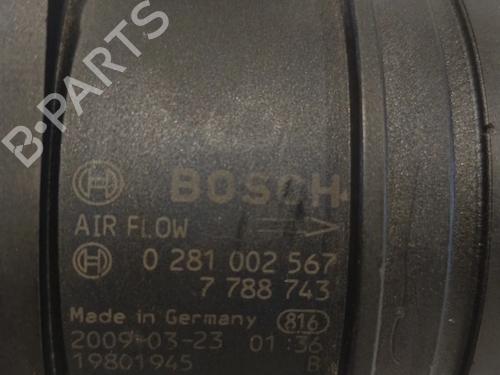 B·PARTS
BOSCH
AIR FLOW
0 281 002 567
7 788 743
Made in Germany 816
2009-03-23 01:36
19801945 B